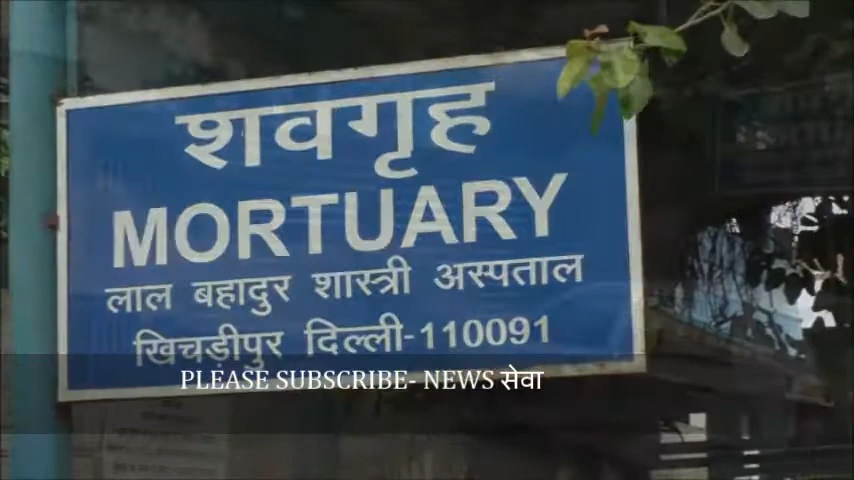 शवगृह
MORTUARY
लाल बहादुर शास्त्री अस्पताल
खिचड़ीपुर दिल्ली-110091
PLEASE SUBSCRIBE- NEWS सेवा